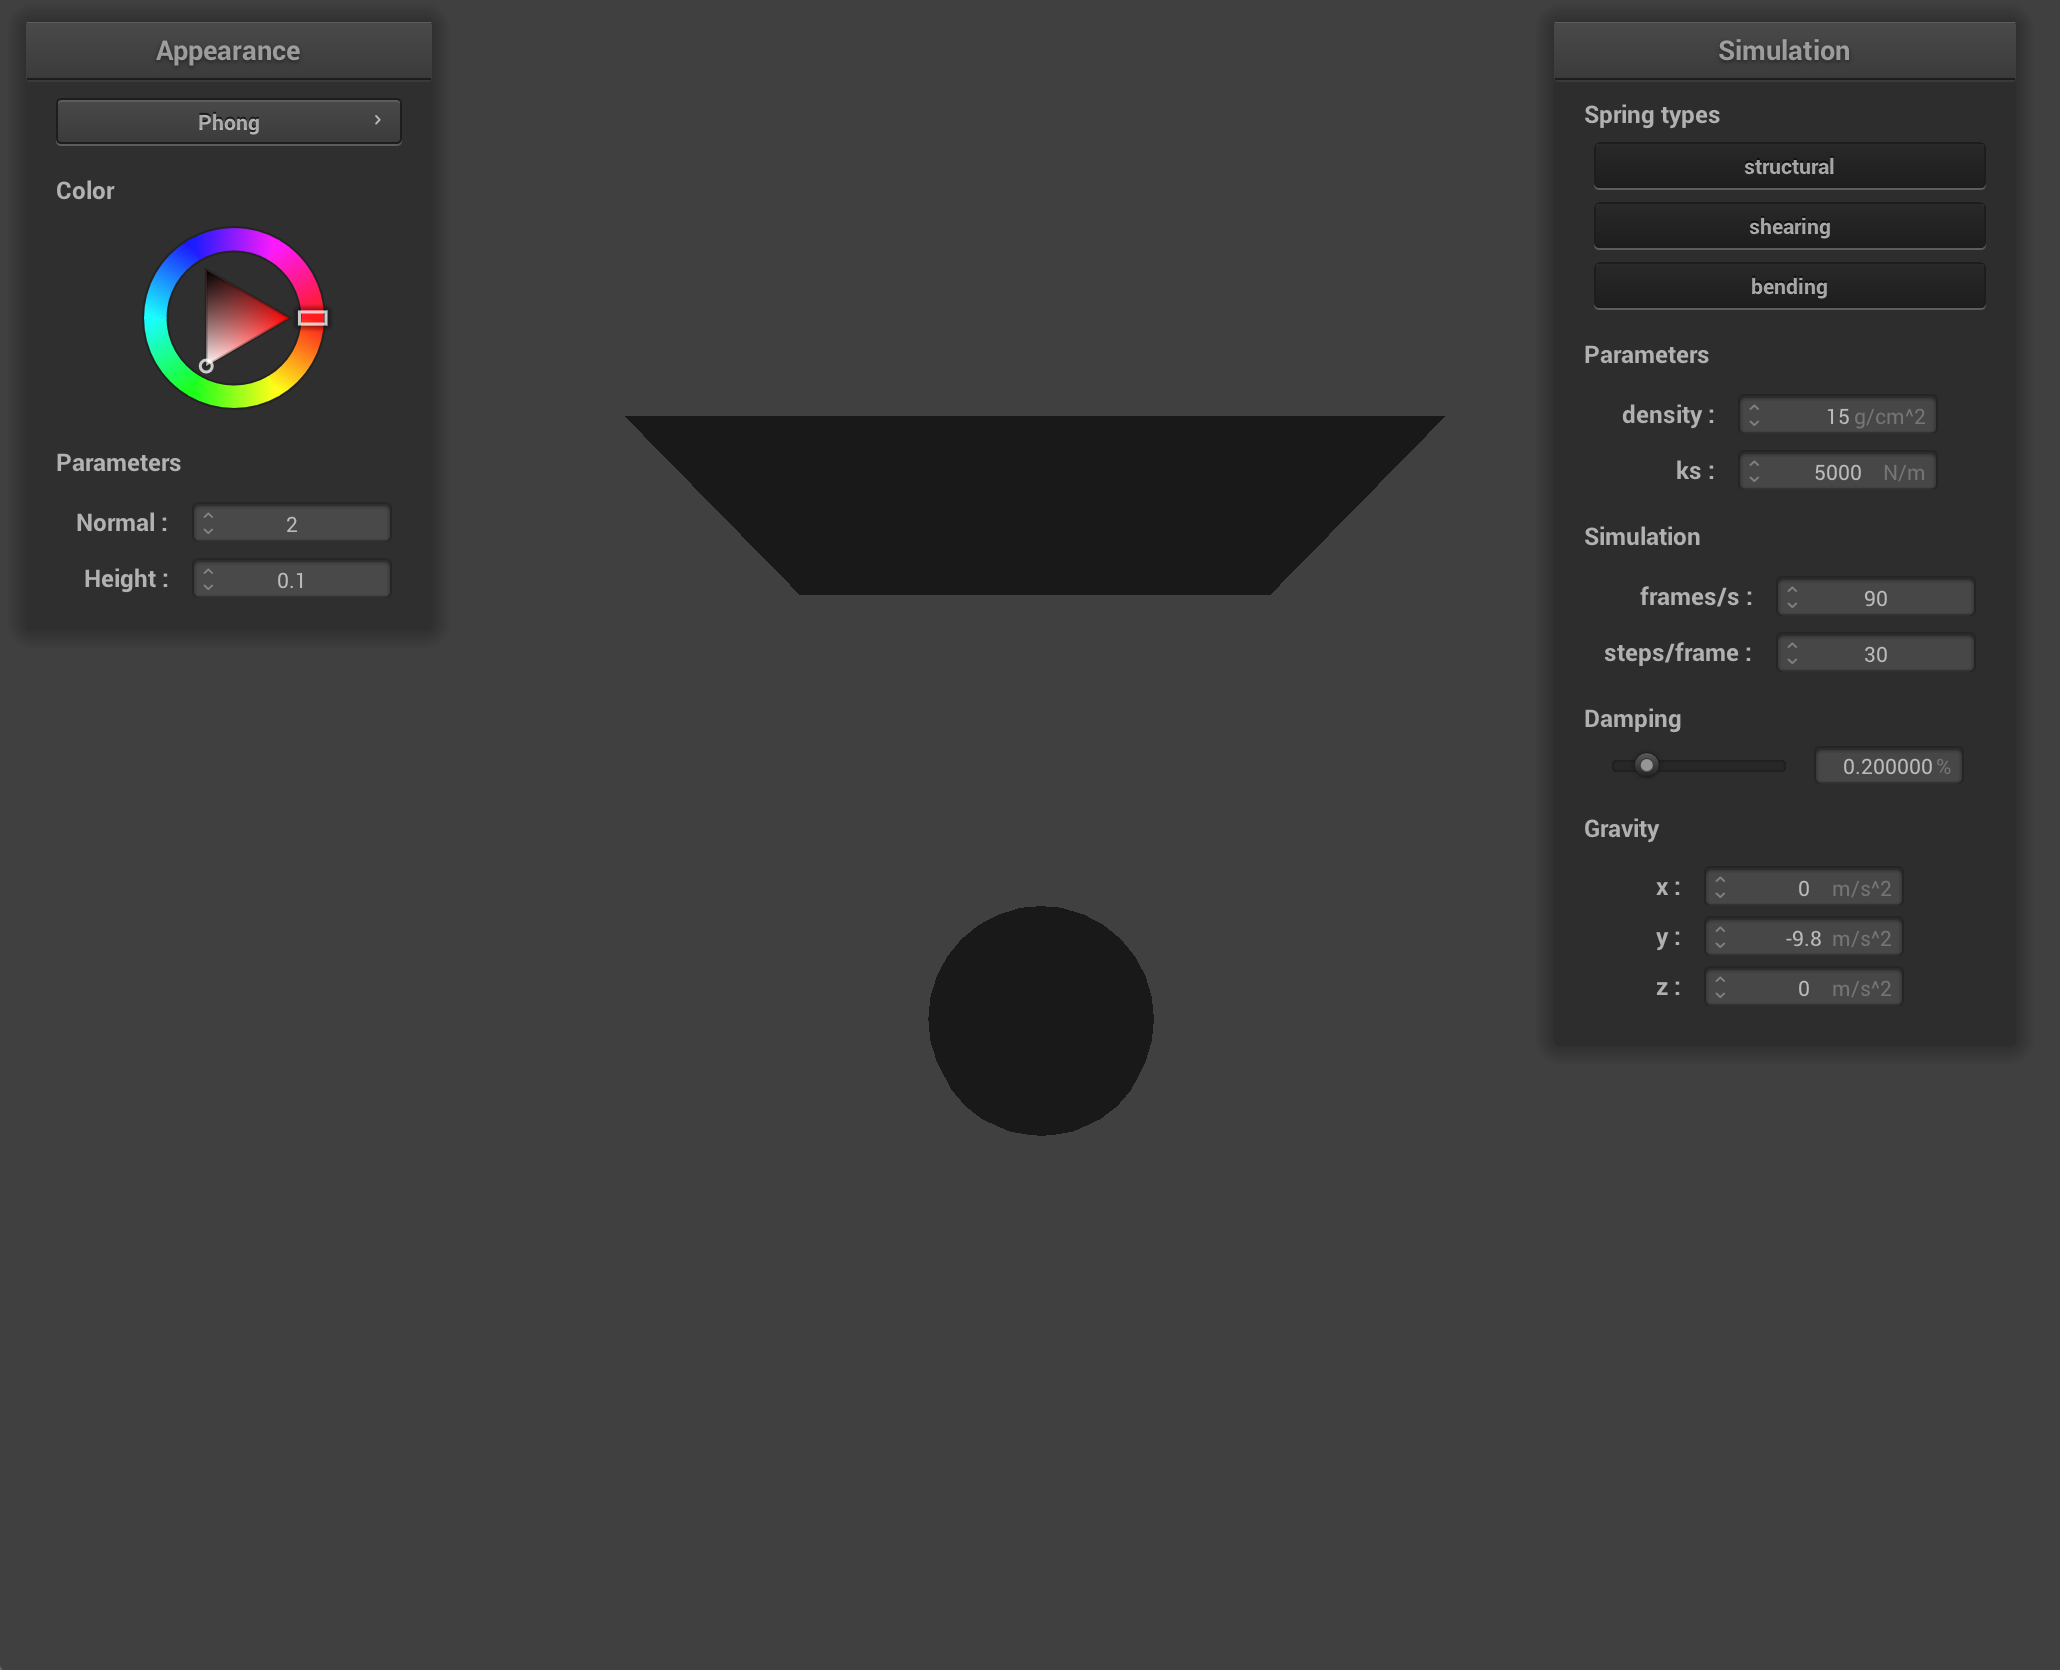 Appearance
Phong
Color
Parameters
Normal : 2
Height : 0.1
Simulation
Spring types
structural
shearing
bending
Parameters
density : 15 g/cm^2
ks : 5000 N/m
Simulation
frames/s : 90
steps/frame : 30
Damping
0.200000 %
Gravity
x : 0 m/s^2
y : -9.8 m/s^2
z : 0 m/s^2